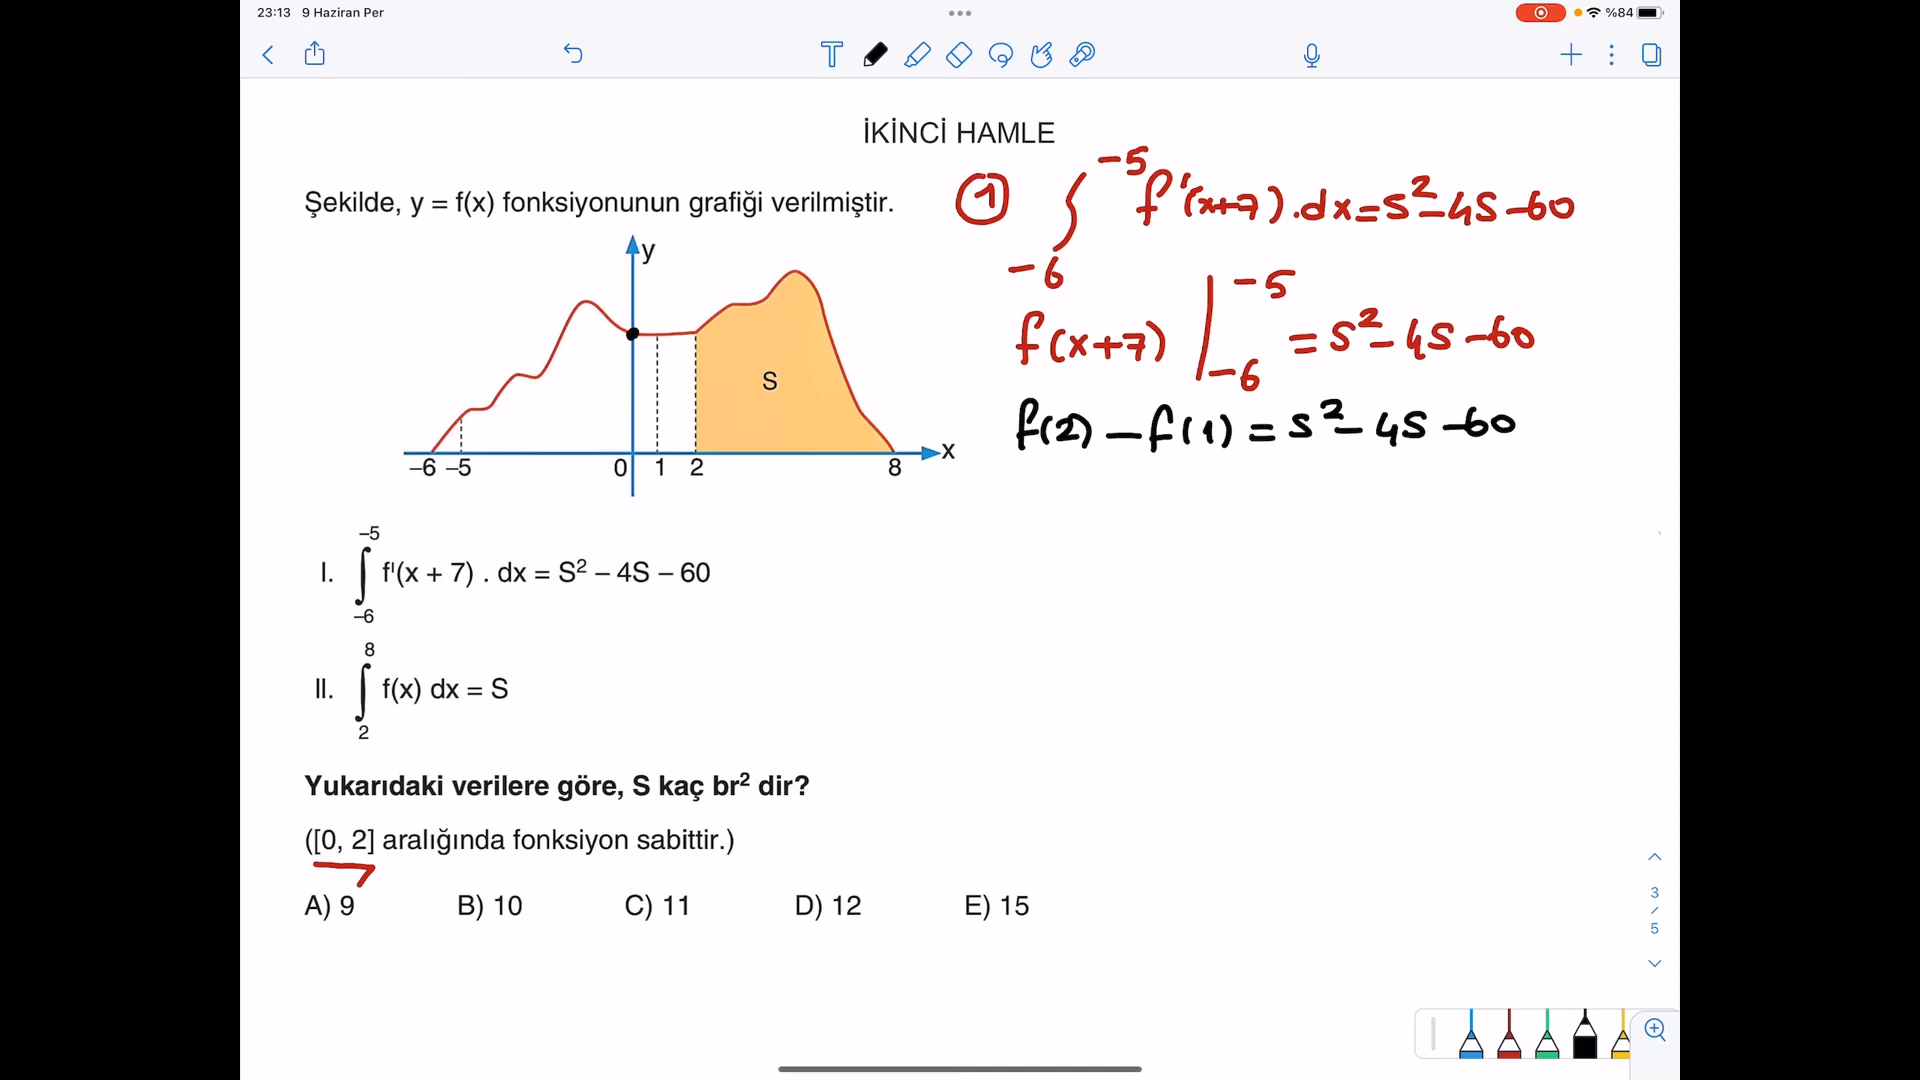 23:13 9 Haziran Per
%84
İKİNCİ HAMLE
Şekilde, y = f(x) fonksiyonunun grafiği verilmiştir.
y
S
x
–6 –5 0 1 2 8
① ∫ –5 –6 f'(x+7).dx=S²–4S–60
f(x+7) | –5 –6 = S²–4S–60
f(2) – f(1) = S²–4S–60
I. ∫ –5 –6 f'(x + 7) . dx = S² – 4S – 60
II. ∫ 8 2 f(x) dx = S
Yukarıdaki verilere göre, S kaç br² dir?
([0, 2] aralığında fonksiyon sabittir.)
A) 9 B) 10 C) 11 D) 12 E) 15
3
/
5